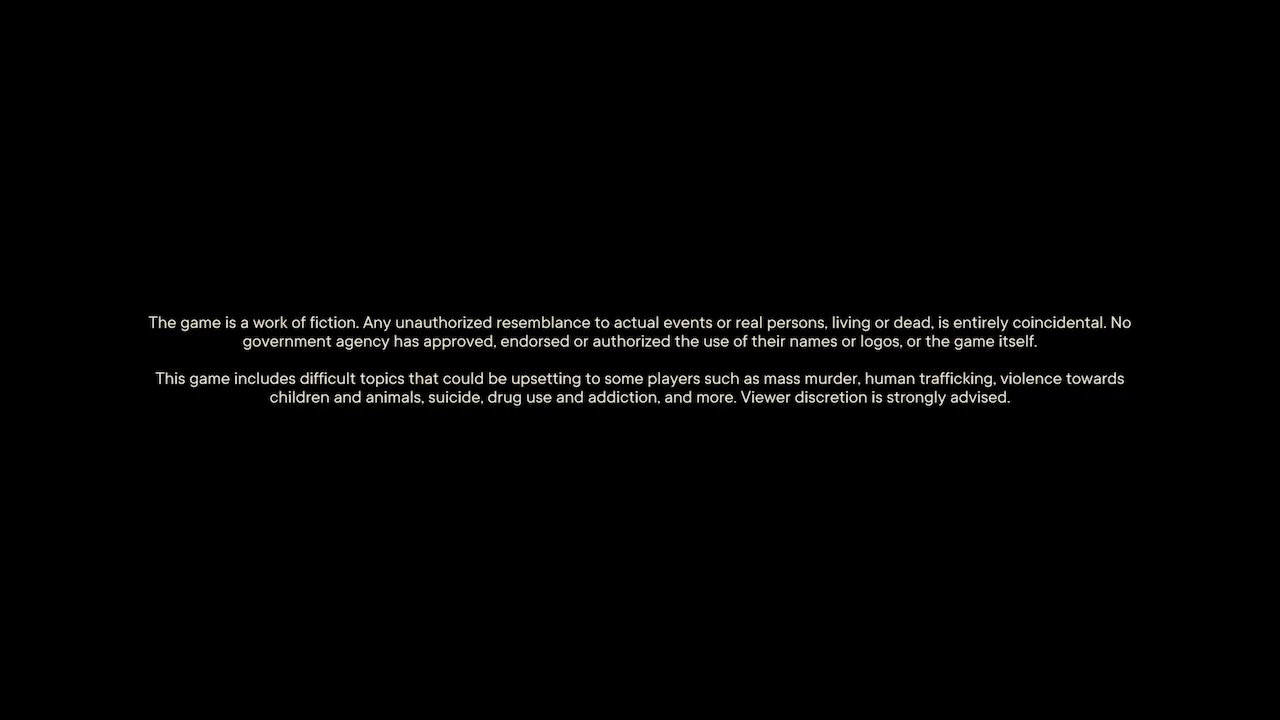 The game is a work of fiction. Any unauthorized resemblance to actual events or real persons, living or dead, is entirely coincidental. No
government agency has approved, endorsed or authorized the use of their names or logos, or the game itself.
This game includes difficult topics that could be upsetting to some players such as mass murder, human trafficking, violence towards
children and animals, suicide, drug use and addiction, and more. Viewer discretion is strongly advised.